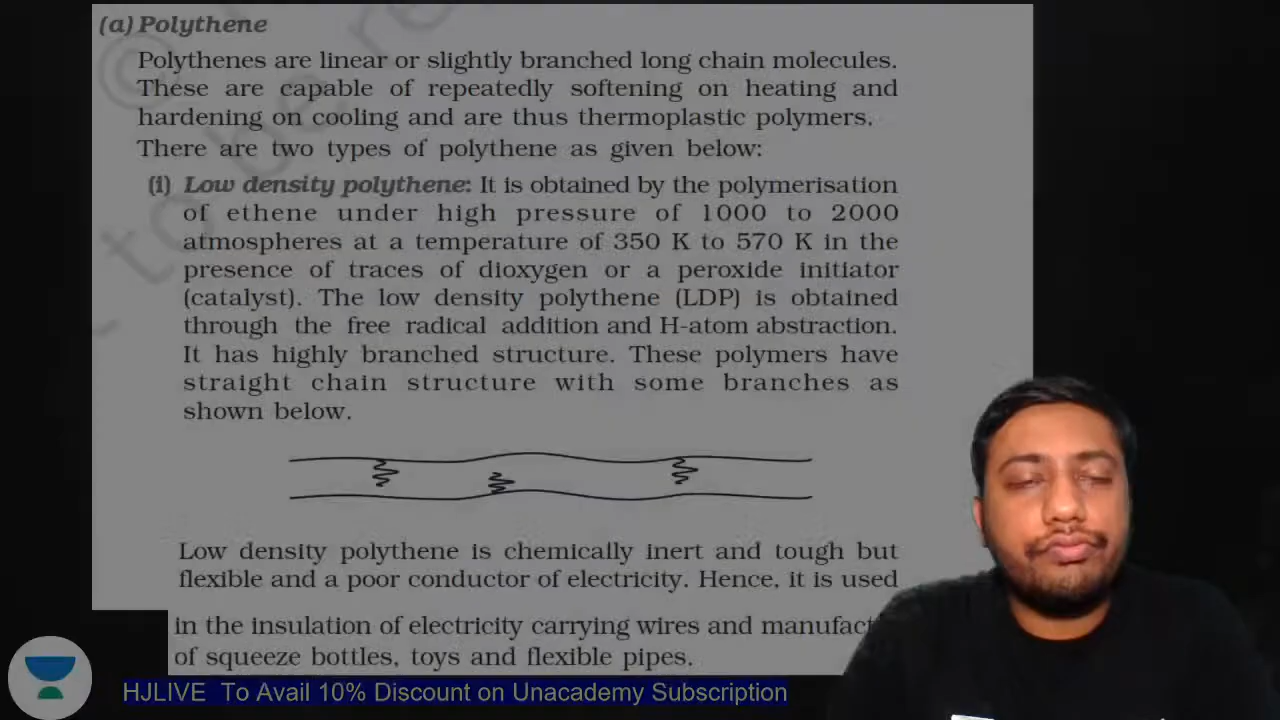 (a) Polythene
Polythenes are linear or slightly branched long chain molecules.
These are capable of repeatedly softening on heating and
hardening on cooling and are thus thermoplastic polymers.
There are two types of polythene as given below:
(i) Low density polythene: It is obtained by the polymerisation
of ethene under high pressure of 1000 to 2000
atmospheres at a temperature of 350 K to 570 K in the
presence of traces of dioxygen or a peroxide initiator
(catalyst). The low density polythene (LDP) is obtained
through the free radical addition and H-atom abstraction.
It has highly branched structure. These polymers have
straight chain structure with some branches as
shown below.
Low density polythene is chemically inert and tough but
flexible and a poor conductor of electricity. Hence, it is used
in the insulation of electricity carrying wires and
of squeeze bottles, toys and flexible pipes.
HJLIVE To Avail 10% Discount on Unacademy Subscription